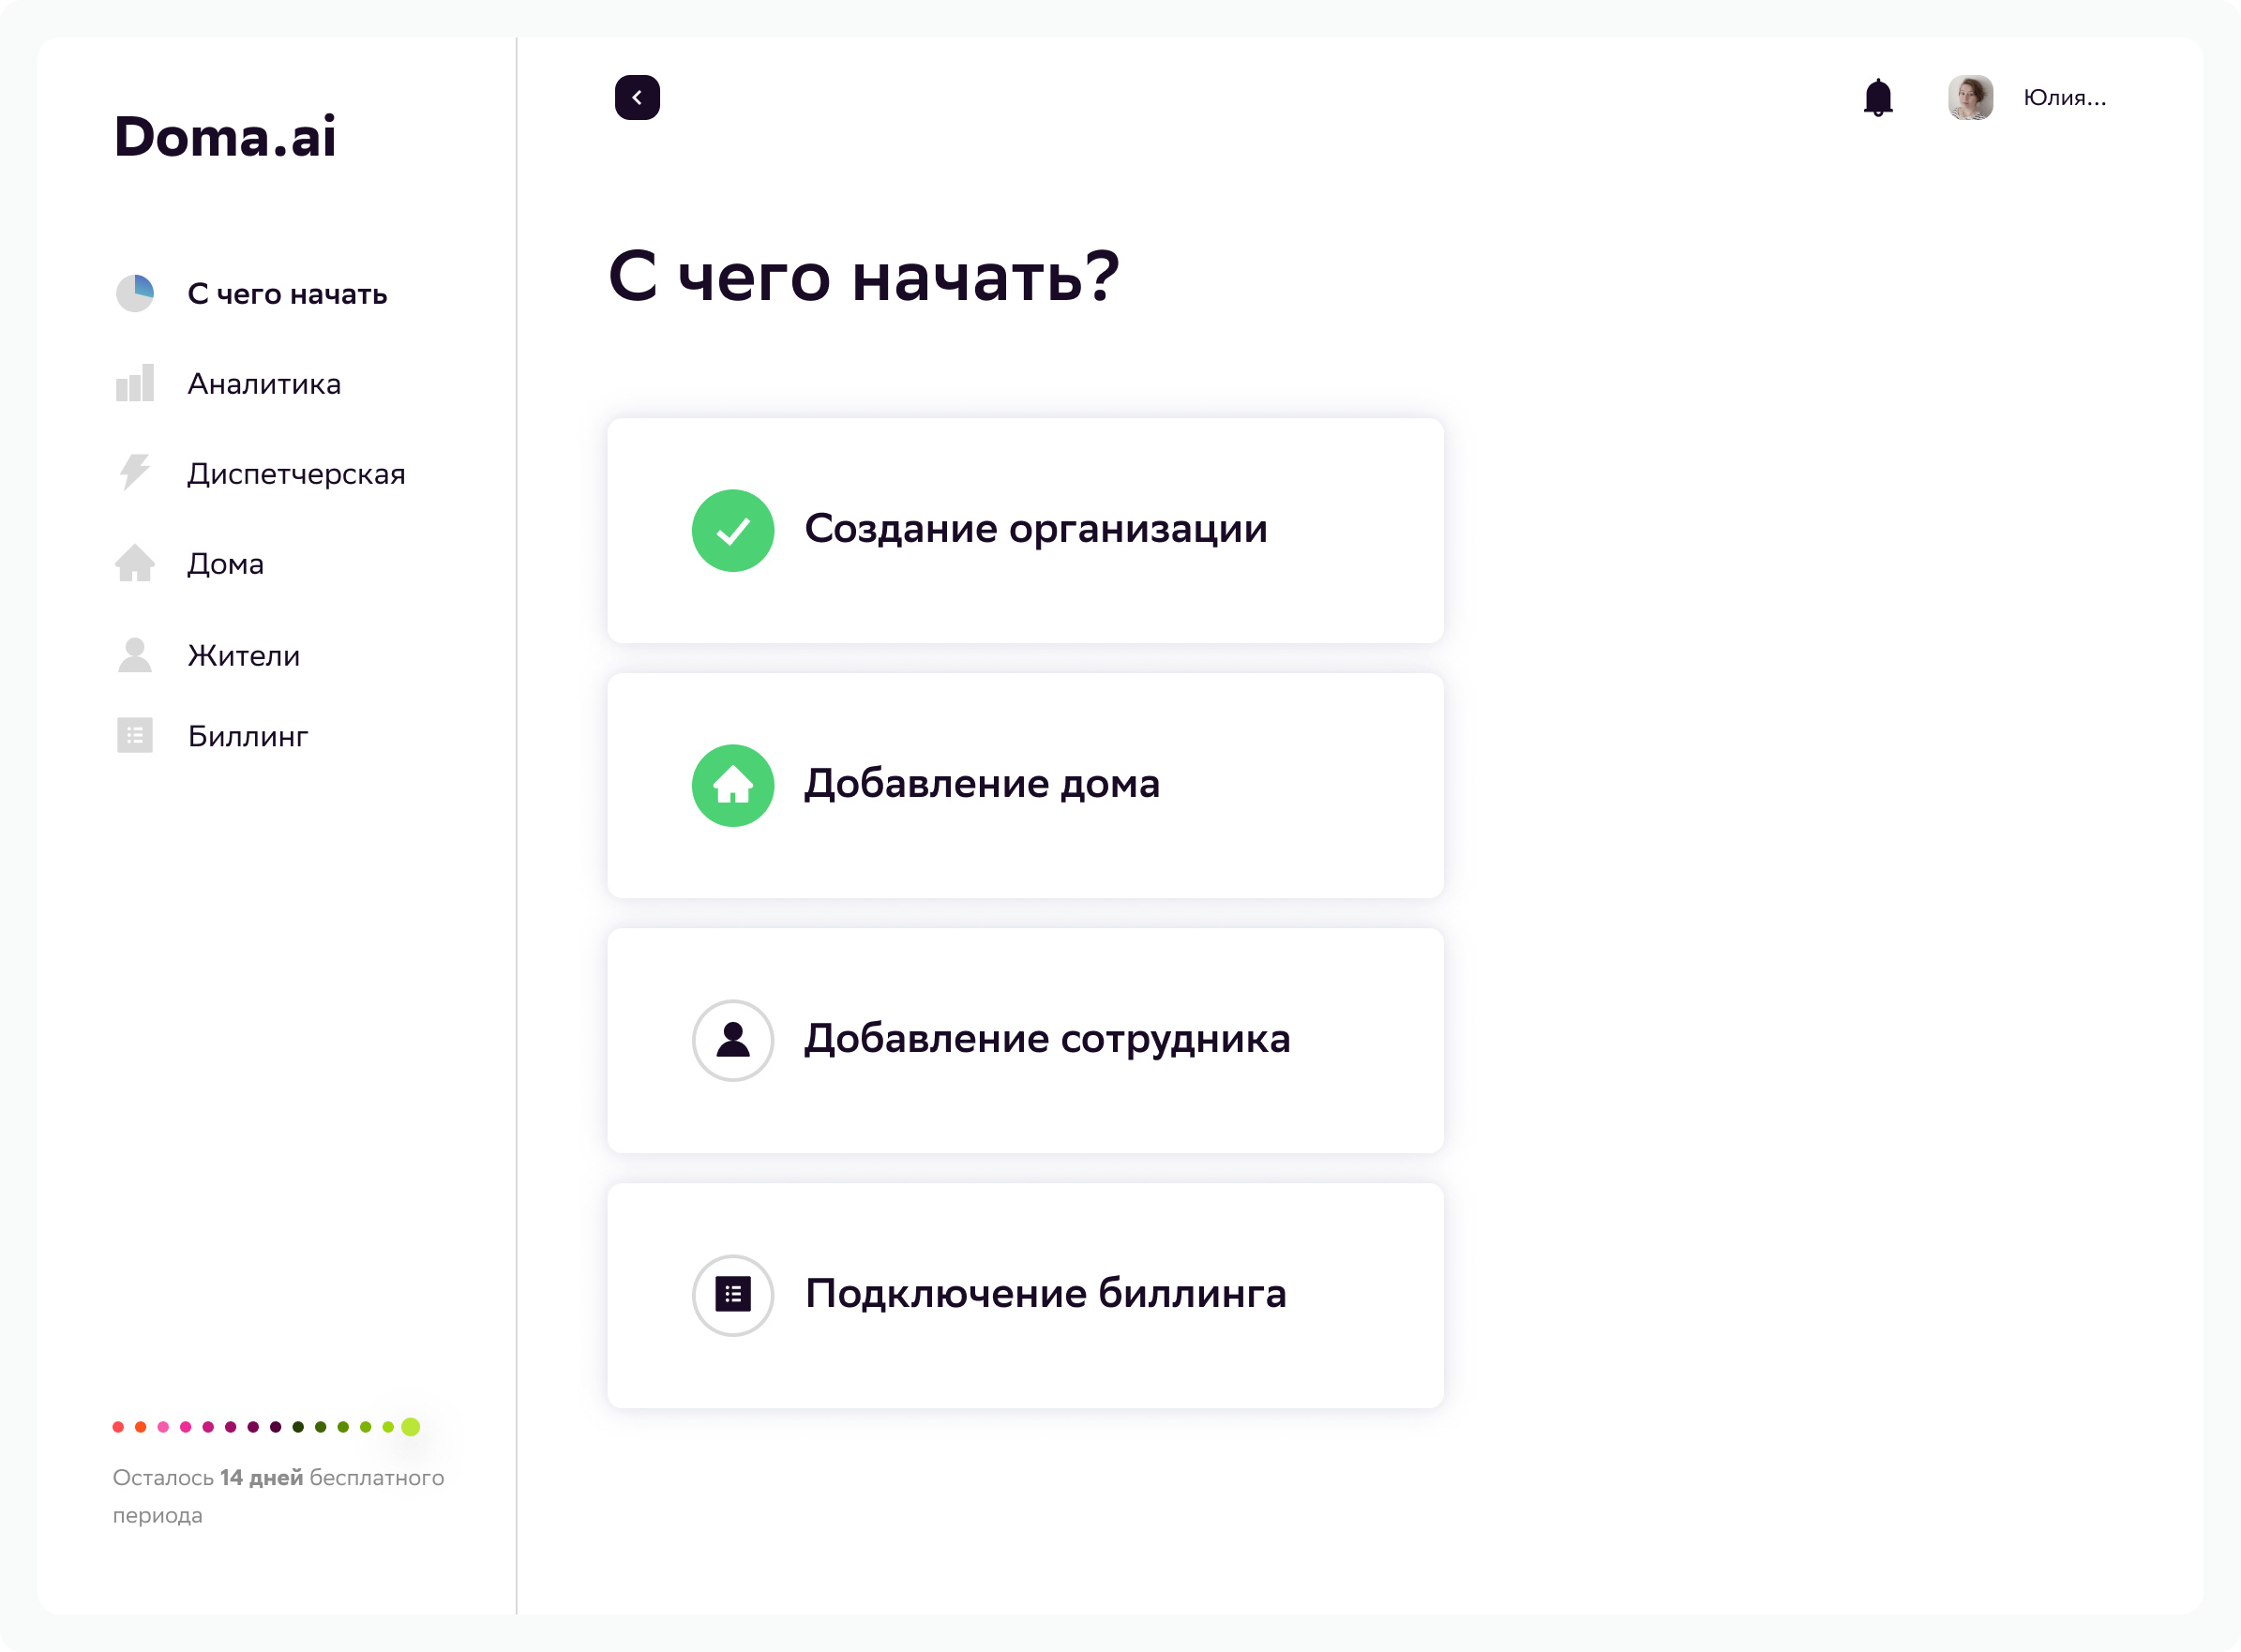 Doma.ai
С чего начать
Аналитика
Диспетчерская
Дома
Жители
Биллинг
Осталось 14 дней бесплатного
периода
Юлия...
С чего начать?
Создание организации
Добавление дома
Добавление сотрудника
Подключение биллинга